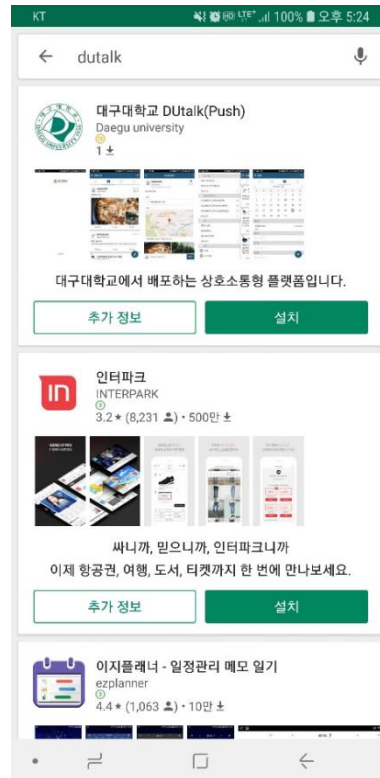 KT 100% 오후 5:24
dutalk
대구대학교 DUtalk(Push)
Daegu university
1
대구대학교에서 배포하는 상호소통형 플랫폼입니다.
추가 정보 설치
in
인터파크
INTERPARK
3
3.2★ (8,231) • 500만
싸니까, 믿으니까, 인터파크니까
이제 항공권, 여행, 도서, 티켓까지 한 번에 만나보세요.
추가 정보 설치
이지플래너 - 일정관리 메모 일기
ezplanner
3
4.4★ (1,063) • 10만